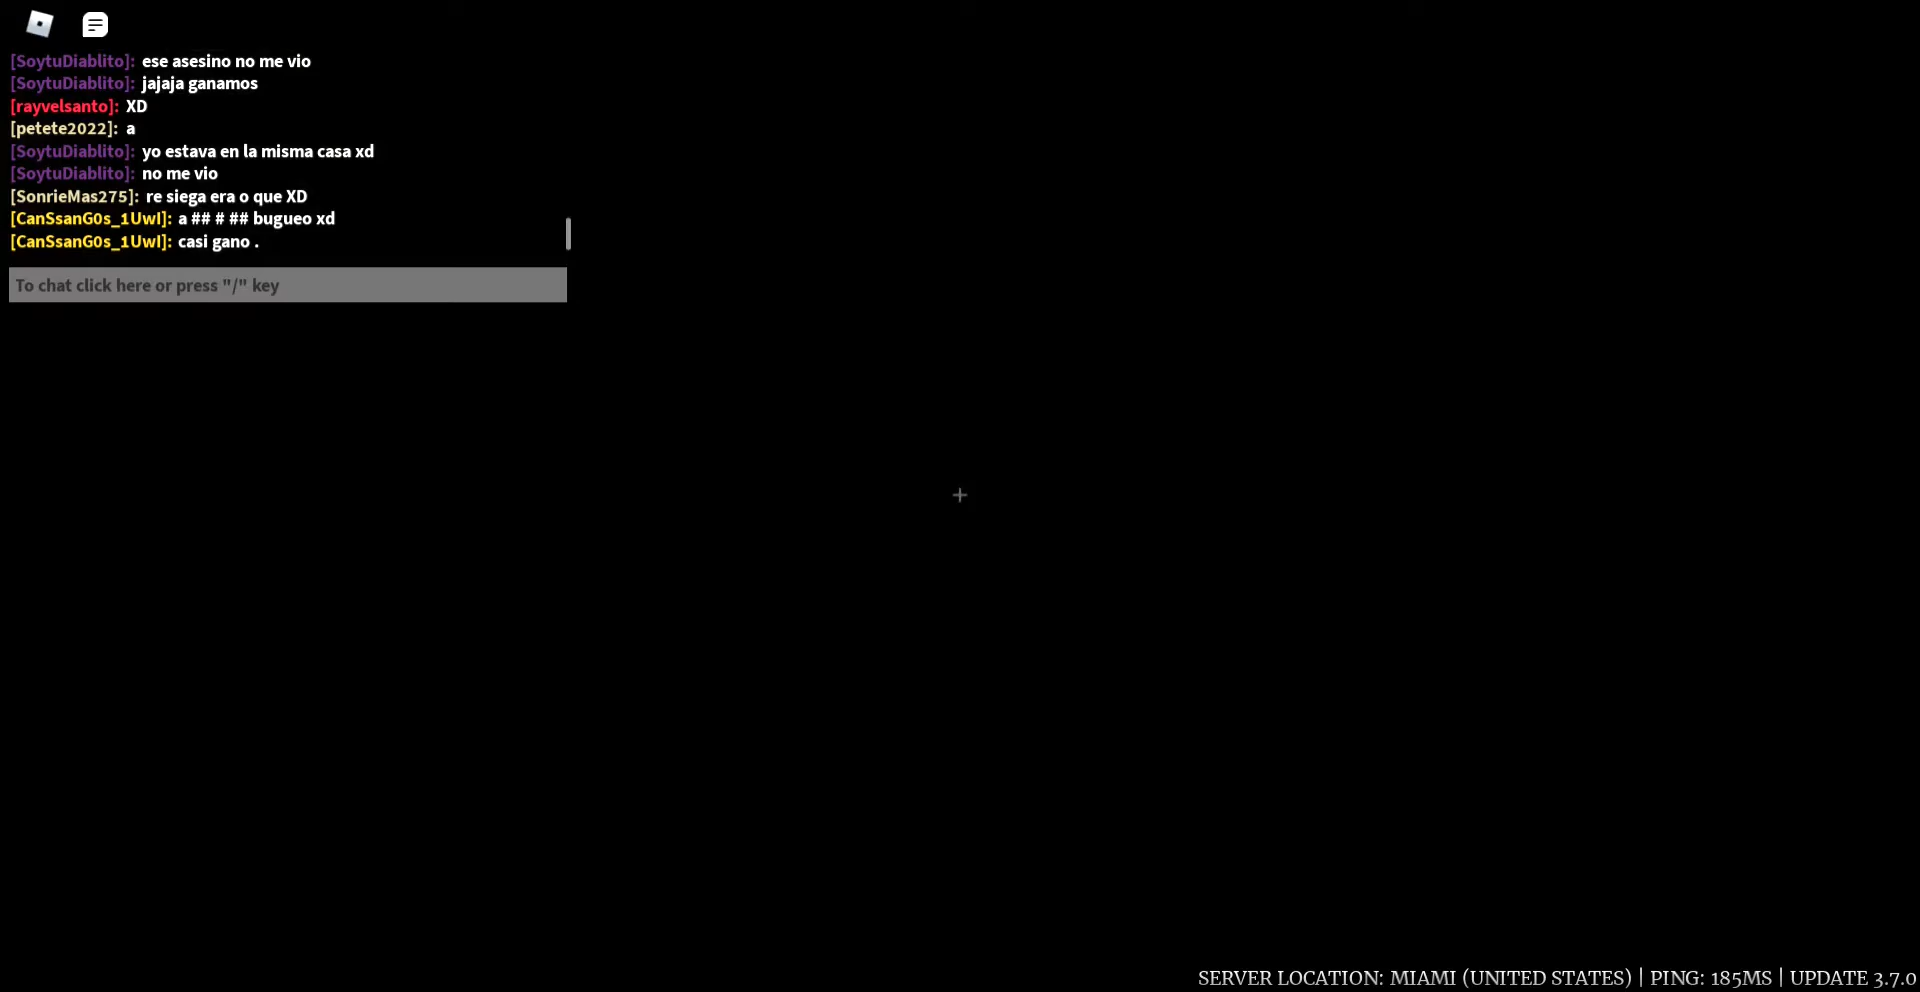 [SoytuDiablito]: ese asesino no me vio
[SoytuDiablito]: jajaja ganamos
[rayvelsanto]: XD
[petete2022]: a
[SoytuDiablito]: yo estava en la misma casa xd
[SoytuDiablito]: no me vio
[SonrieMas275]: re siega era o que XD
[CanSsanG0s_1UwI]: a ## # ## bugueo xd
[CanSsanG0s_1UwI]: casi gano .
To chat click here or press "/" key
SERVER LOCATION: MIAMI (UNITED STATES) | PING: 185MS | UPDATE 3.7.0